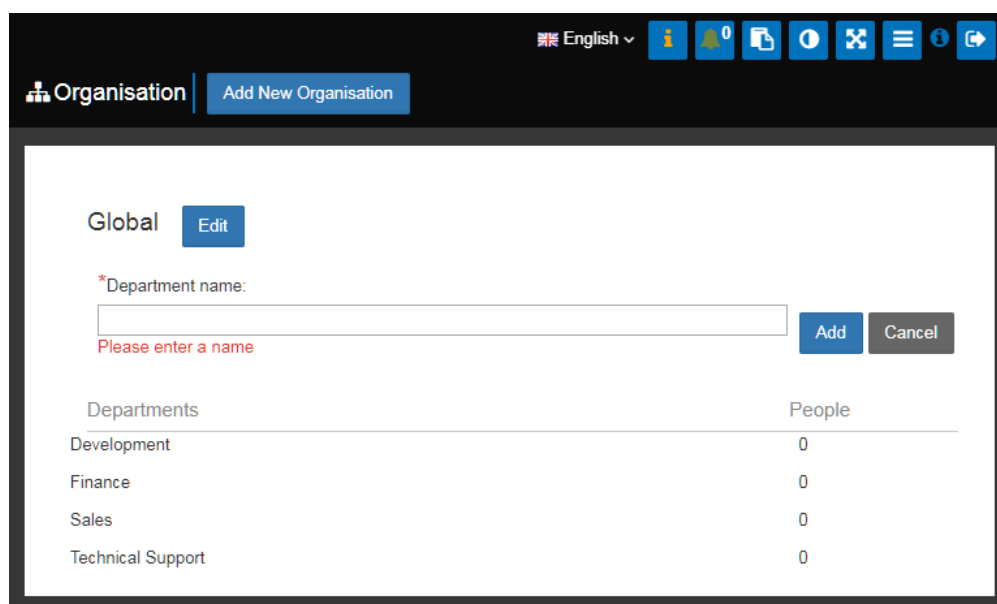 English
0
Organisation
Add New Organisation
Global
Edit
*Department name:
Please enter a name
Add
Cancel
Departments People
Development 0
Finance 0
Sales 0
Technical Support 0